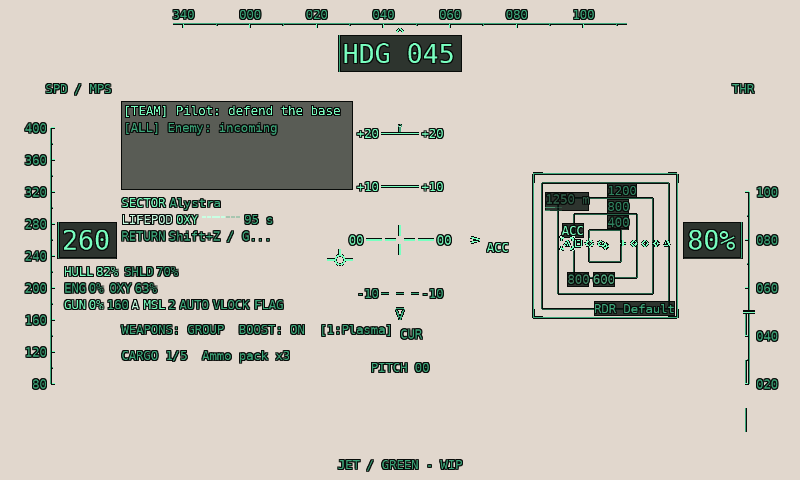 340 000 020 040 060 080 100
HDG 045
SPD / MPS
THR
[TEAM] Pilot: defend the base
[ALL] Enemy: incoming
400
360
320
280
240
200
160
120
80
260
+20 +20
+10 +10
00 00
-10 -10
SECTOR Alystra
LIFEPOD OXY 95 s
RETURN Shift+Z / G...
HULL 82% SHLD 70%
ENG 0% OXY 63%
GUN 0% 160 A MSL 2 AUTO VLOCK FLAG
WEAPONS: GROUP BOOST: ON [1:Plasma]
CARGO 1/5 Ammo pack x3
ACC
CUR
PITCH 00
1250 m
1200
800
400
ACC
800 600
RDR Default
80%
100
080
060
040
020
JET / GREEN - WIP